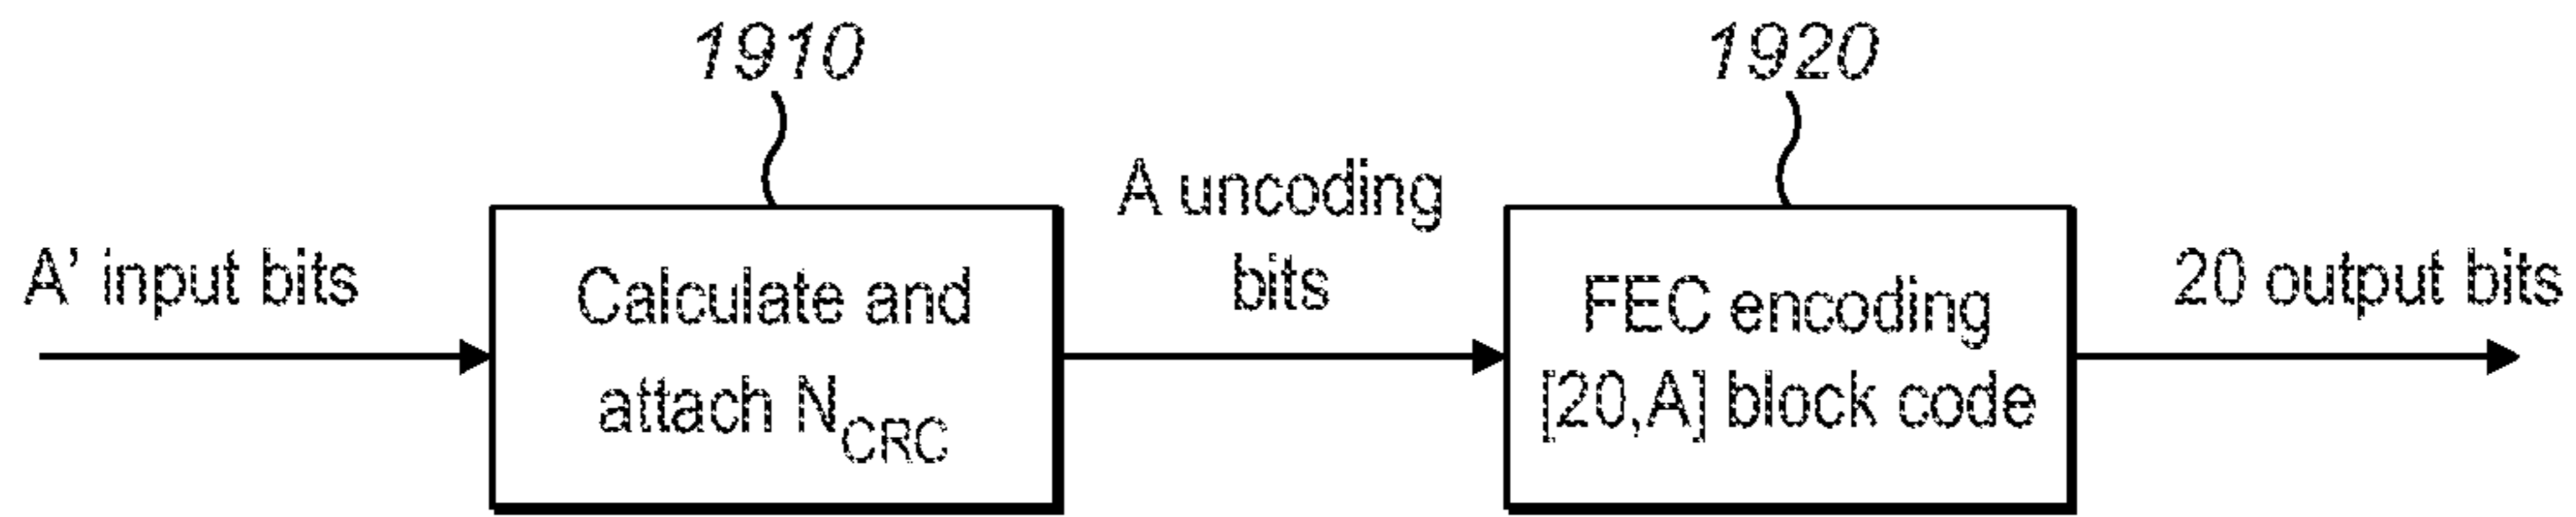 1910
1920
A' input bits
Calculate and
attach N_CRC
A uncoding
bits
FEC encoding
[20,A] block code
20 output bits